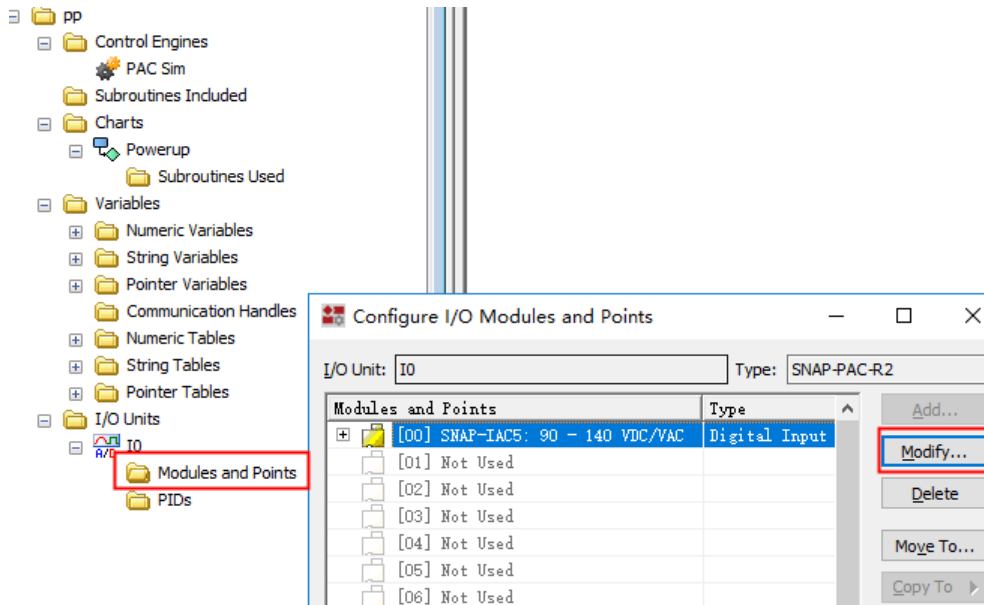 pp
Control Engines
PAC Sim
Subroutines Included
Charts
Powerup
Subroutines Used
Variables
Numeric Variables
String Variables
Pointer Variables
Communication Handles
Numeric Tables
String Tables
Pointer Tables
I/O Units
A/D IO
Modules and Points
PIDs
Configure I/O Modules and Points
I/O Unit: IO Type: SNAP-PAC-R2
Modules and Points Type
[00] SNAP-IAC5: 90 - 140 VDC/VAC Digital Input
[01] Not Used
[02] Not Used
[03] Not Used
[04] Not Used
[05] Not Used
[06] Not Used
Add...
Modify...
Delete
Move To...
Copy To